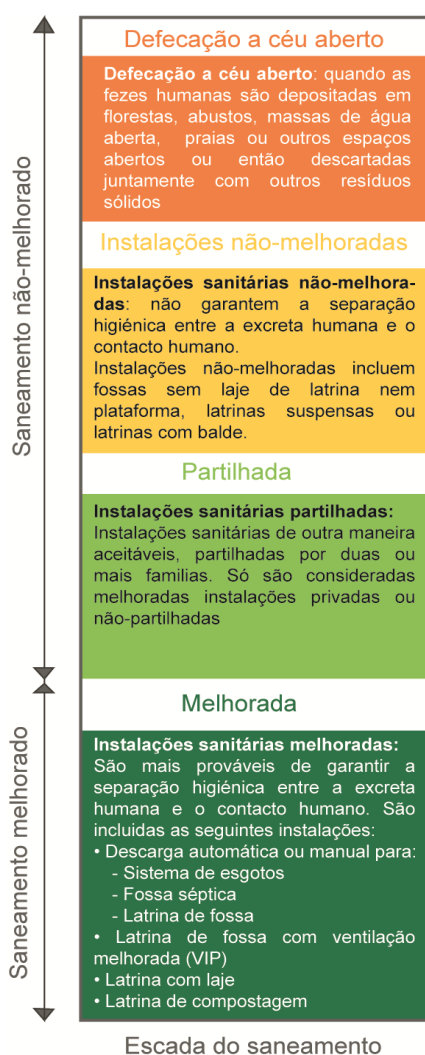 Defecação a céu aberto
Defecação a céu aberto: quando as
fezes humanas são depositadas em
florestas, abustos, massas de água
aberta, praias ou outros espaços
abertos ou então descartadas
juntamente com outros resíduos
sólidos
Instalações não-melhoradas
Instalações sanitárias não-melhora-
das: não garantem a separação
higiénica entre a excreta humana e o
contacto humano.
Instalações não-melhoradas incluem
fossas sem laje de latrina nem
plataforma, latrinas suspensas ou
latrinas com balde.
Partilhada
Instalações sanitárias partilhadas:
Instalações sanitárias de outra maneira
aceitáveis, partilhadas por duas ou
mais familias. Só são consideradas
melhoradas instalações privadas ou
não-partilhadas
Saneamento não-melhorado
Melhorada
Instalações sanitárias melhoradas:
São mais prováveis de garantir a
separação higiénica entre a excreta
humana e o contacto humano. São
incluidas as seguintes instalações:
• Descarga automática ou manual para:
- Sistema de esgotos
- Fossa séptica
- Latrina de fossa
• Latrina de fossa com ventilação
melhorada (VIP)
• Latrina com laje
• Latrina de compostagem
Saneamento melhorado
Escada do saneamento